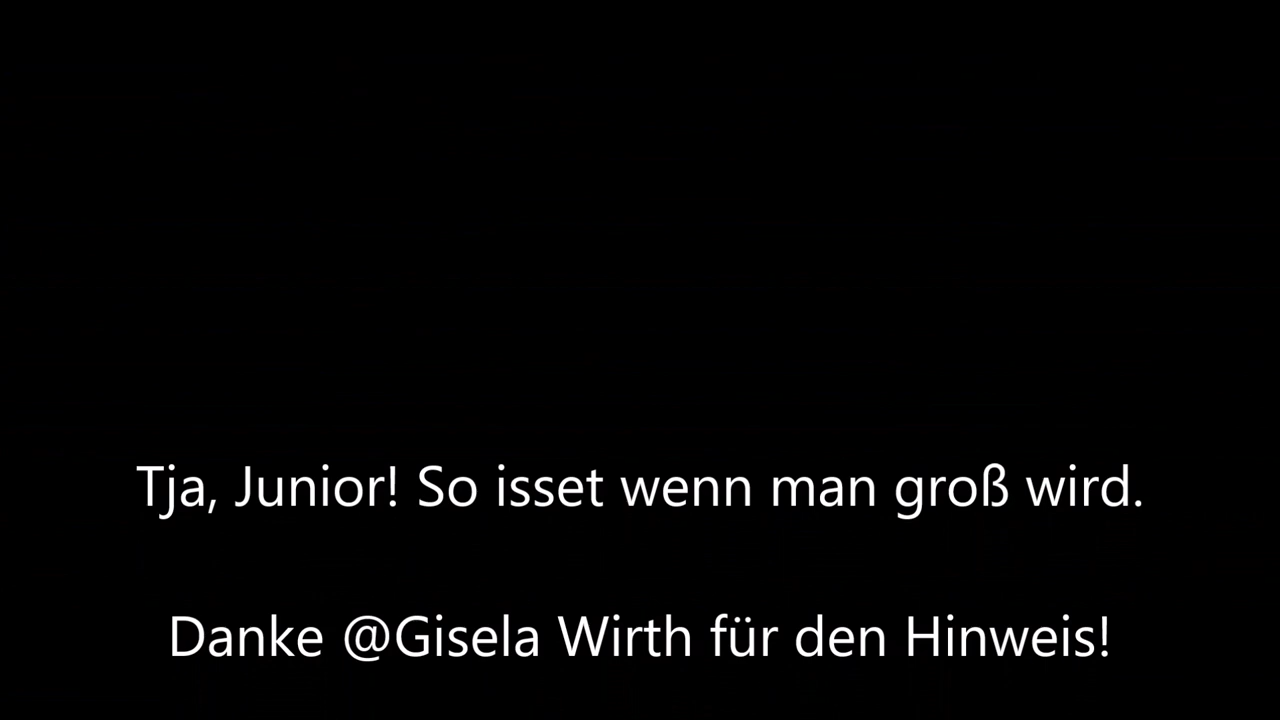 Tja, Junior! So isset wenn man groß wird.
Danke @Gisela Wirth für den Hinweis!